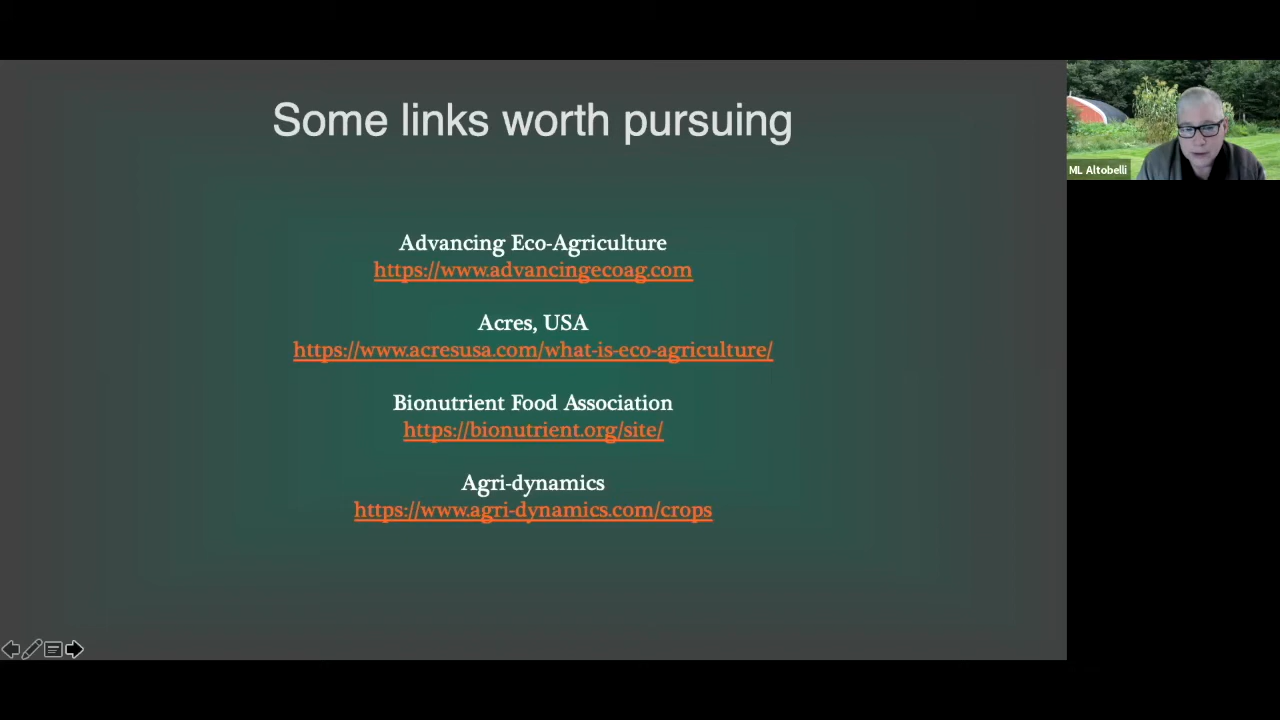 Some links worth pursuing
Advancing Eco-Agriculture
https://www.advancingecoag.com
Acres, USA
https://www.acresusa.com/what-is-eco-agriculture/
Bionutrient Food Association
https://bionutrient.org/site/
Agri-dynamics
https://www.agri-dynamics.com/crops
ML Altobelli